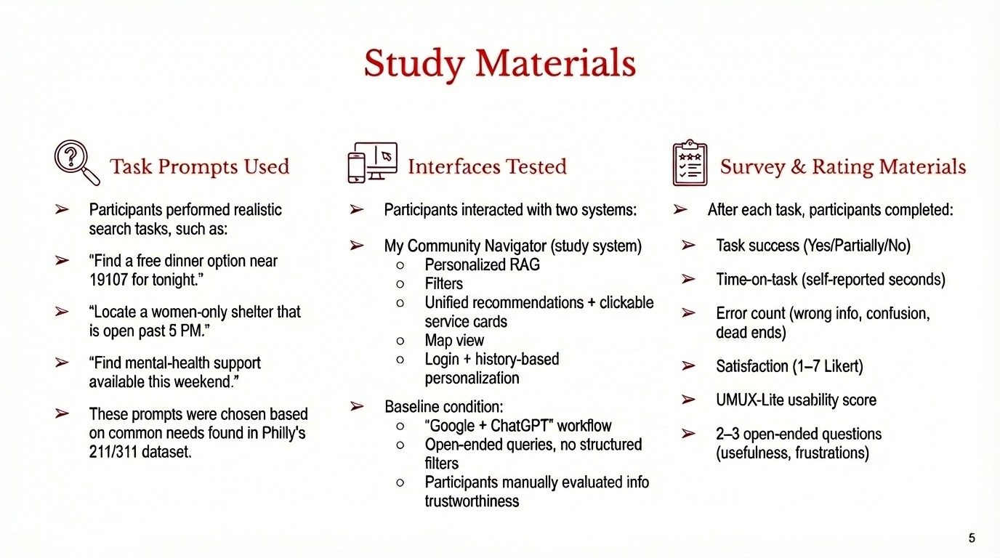 Study Materials
Task Prompts Used
➢ Participants performed realistic
search tasks, such as:
➢ "Find a free dinner option near
19107 for tonight."
➢ "Locate a women-only shelter that
is open past 5 PM."
➢ "Find mental-health support
available this weekend."
➢ These prompts were chosen based
on common needs found in Philly's
211/311 dataset.
Interfaces Tested
➢ Participants interacted with two systems:
➢ My Community Navigator (study system)
○ Personalized RAG
○ Filters
○ Unified recommendations + clickable
service cards
○ Map view
○ Login + history-based
personalization
➢ Baseline condition:
○ "Google + ChatGPT" workflow
○ Open-ended queries, no structured
filters
○ Participants manually evaluated info
trustworthiness
Survey & Rating Materials
➢ After each task, participants completed:
➢ Task success (Yes/Partially/No)
➢ Time-on-task (self-reported seconds)
➢ Error count (wrong info, confusion,
dead ends)
➢ Satisfaction (1–7 Likert)
➢ UMUX-Lite usability score
➢ 2–3 open-ended questions
(usefulness, frustrations)
5